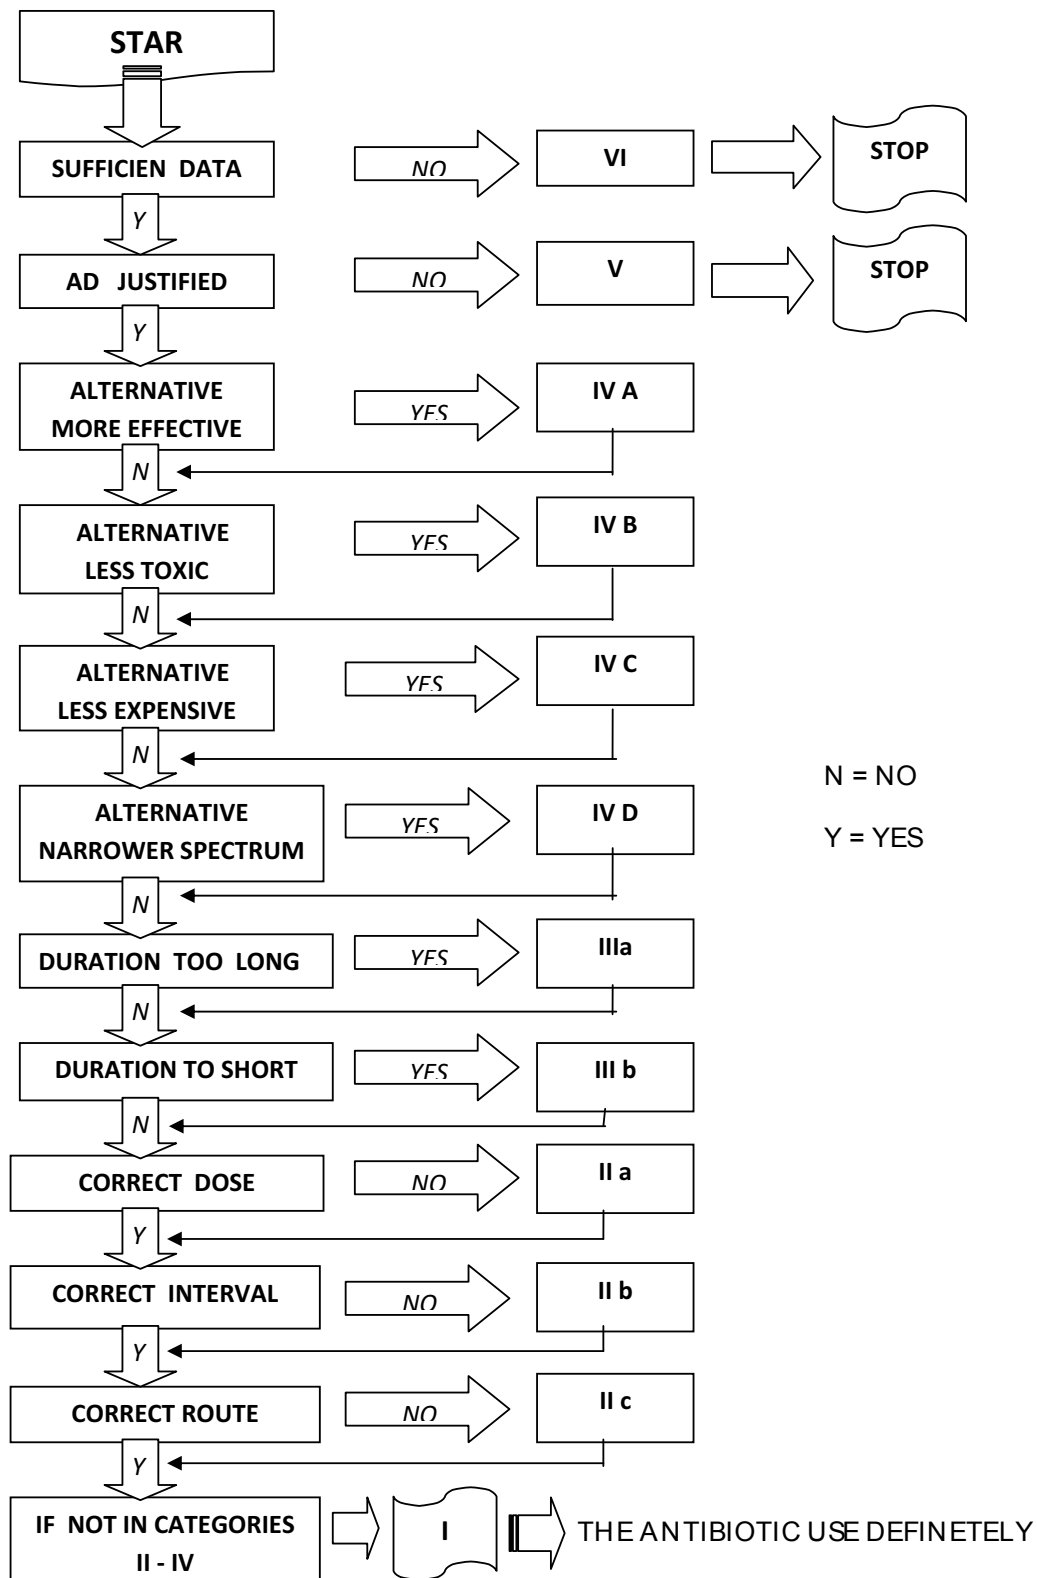 STAR
SUFFICIEN DATA
NO
VI
STOP
Y
AD JUSTIFIED
NO
V
STOP
Y
ALTERNATIVE
MORE EFFECTIVE
YES
IV A
N
ALTERNATIVE
LESS TOXIC
YES
IV B
N
ALTERNATIVE
LESS EXPENSIVE
YES
IV C
N
N = NO
Y = YES
ALTERNATIVE
NARROWER SPECTRUM
YES
IV D
N
DURATION TOO LONG
YES
IIIa
N
DURATION TO SHORT
YES
III b
N
CORRECT DOSE
NO
II a
Y
CORRECT INTERVAL
NO
II b
Y
CORRECT ROUTE
NO
II c
Y
IF NOT IN CATEGORIES
II - IV
I
THE ANTIBIOTIC USE DEFINETELY